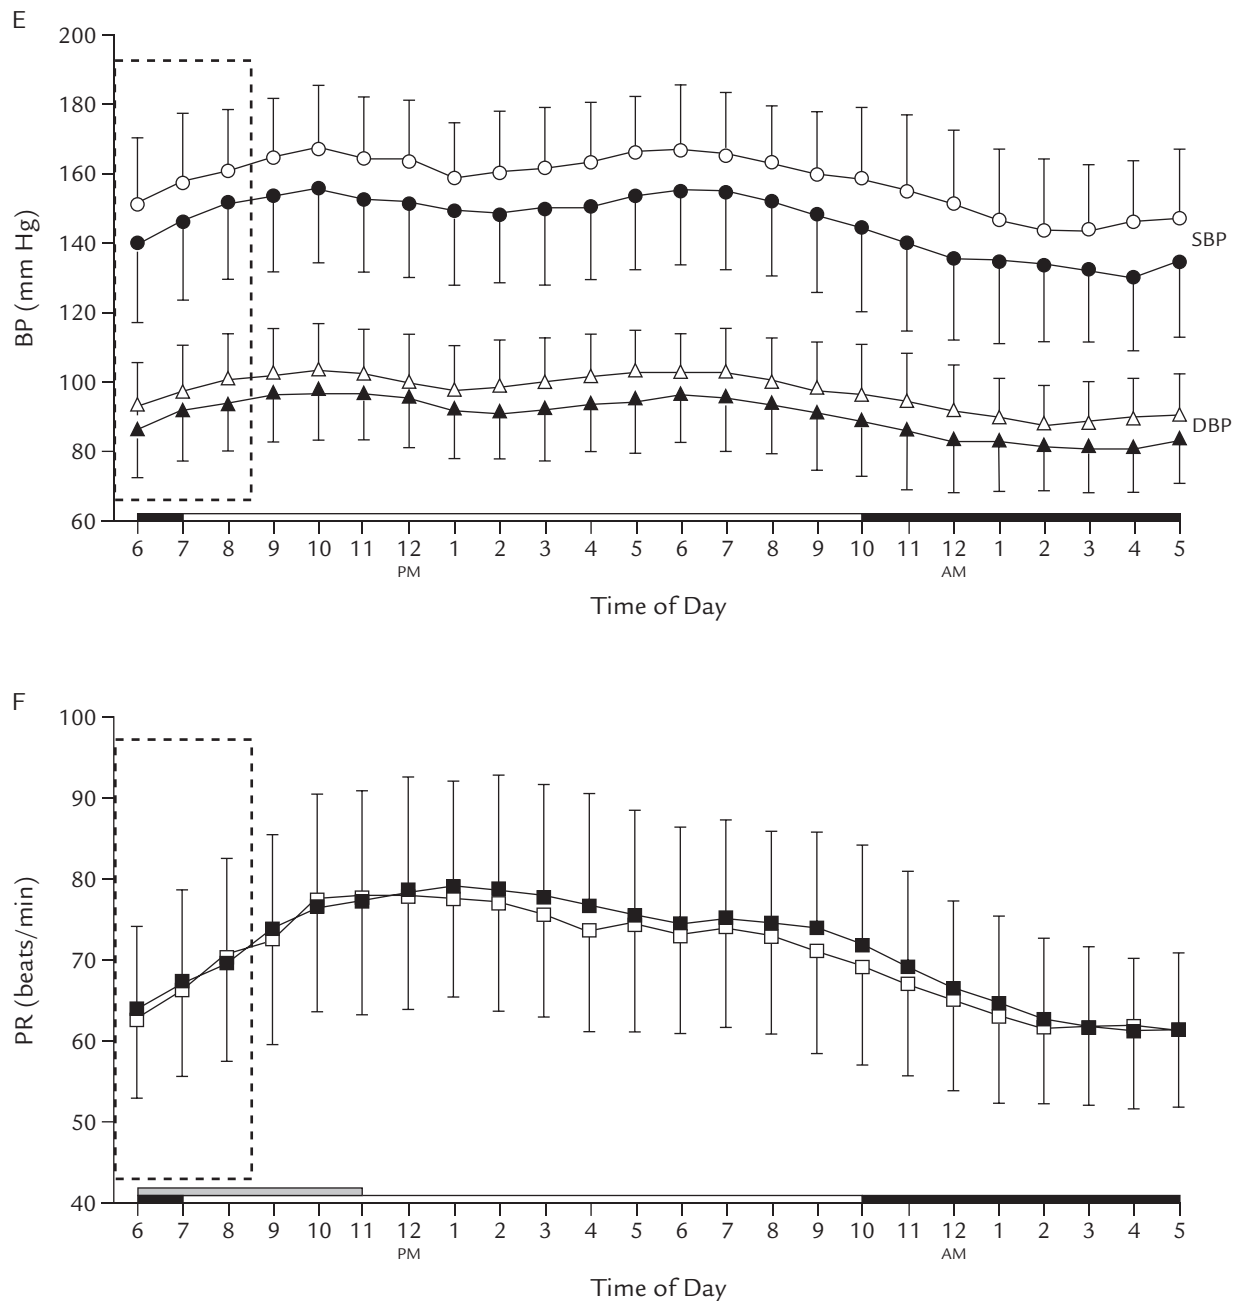 E
200
180
160
140
120
100
80
60
BP (mm Hg)
SBP
DBP
6 7 8 9 10 11 12 1 2 3 4 5 6 7 8 9 10 11 12 1 2 3 4 5
PM AM
Time of Day
F
100
90
80
70
60
50
40
PR (beats/min)
6 7 8 9 10 11 12 1 2 3 4 5 6 7 8 9 10 11 12 1 2 3 4 5
PM AM
Time of Day